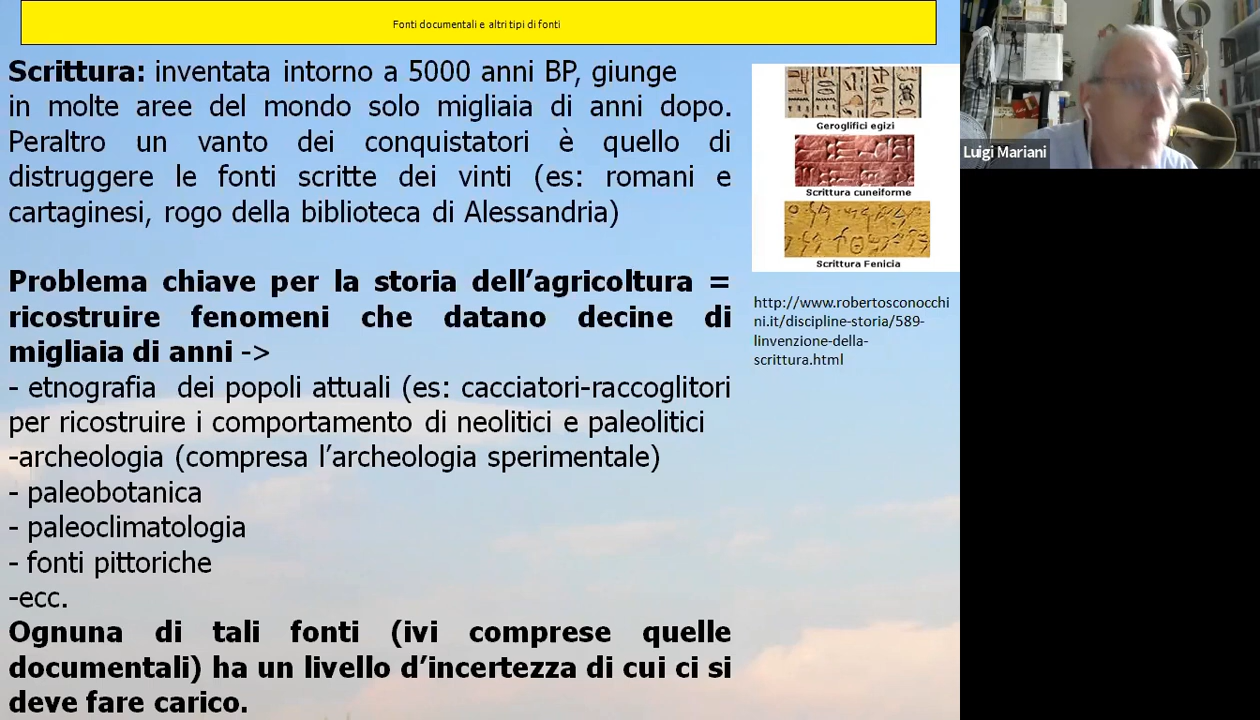 Fonti documentali e altri tipi di fonti
Scrittura: inventata intorno a 5000 anni BP, giunge
in molte aree del mondo solo migliaia di anni dopo.
Peraltro un vanto dei conquistatori è quello di
distruggere le fonti scritte dei vinti (es: romani e
cartaginesi, rogo della biblioteca di Alessandria)
Problema chiave per la storia dell'agricoltura =
ricostruire fenomeni che datano decine di
migliaia di anni ->
- etnografia dei popoli attuali (es: cacciatori-raccoglitori
per ricostruire i comportamento di neolitici e paleolitici
-archeologia (compresa l'archeologia sperimentale)
- paleobotanica
- paleoclimatologia
- fonti pittoriche
-ecc.
Ognuna di tali fonti (ivi comprese quelle
documentali) ha un livello d'incertezza di cui ci si
deve fare carico.
Geroglifici egizi
Scrittura cuneiforme
Scrittura Fenicia
http://www.robertosconocchi
ni.it/discipline-storia/589-
linvenzione-della-
scrittura.html
Luigi Mariani